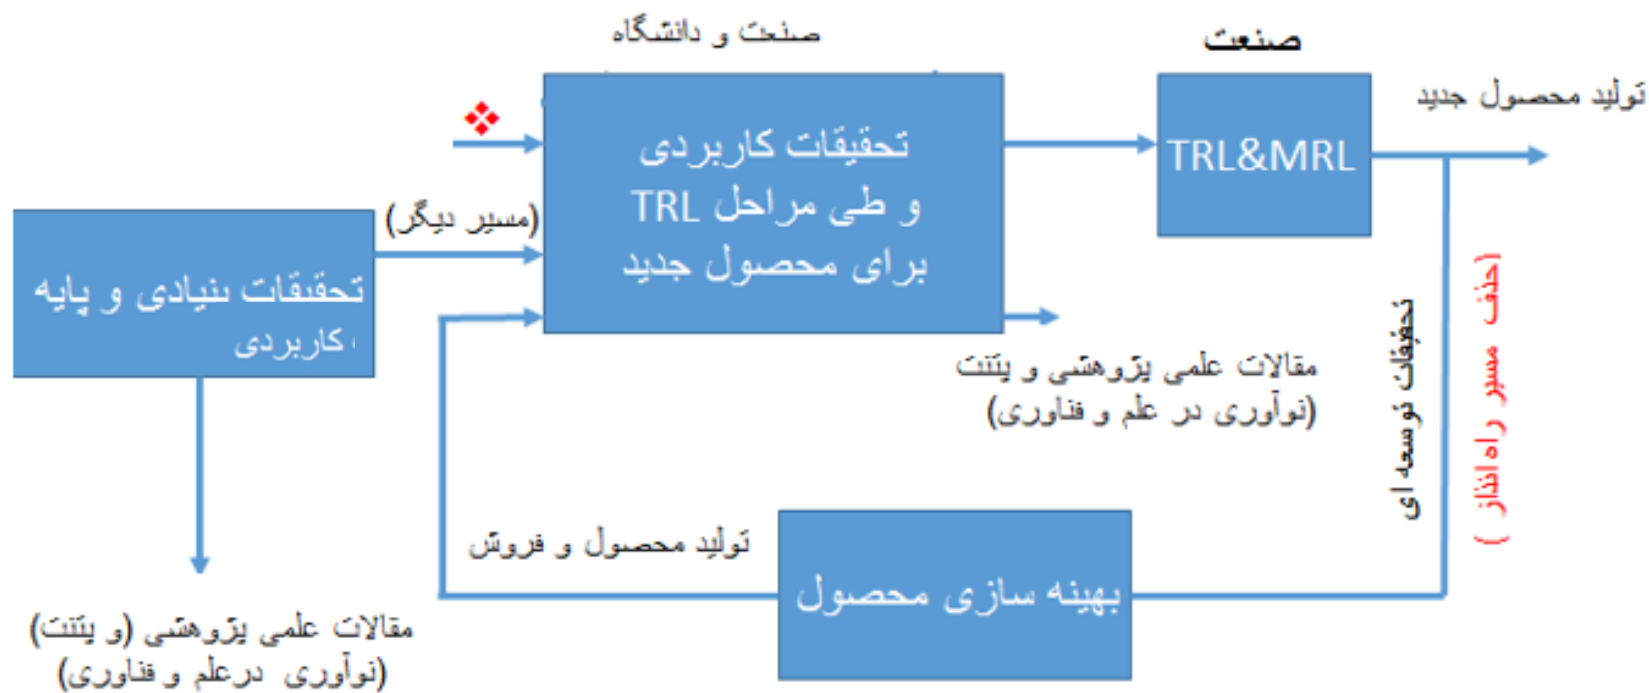 صنعت و دانشگاه
صنعت
تولید محصول جدید
تحقیقات کاربردی
و طی مراحل TRL
برای محصول جدید
TRL&MRL
(مسیر دیگر)
تحقیقات بنیادی و پایه
کاربردی
مقالات علمی پژوهشی و پتنت
(نوآوری در علم و فناوری)
تحقیقات توسعه ای
(حذف مسیر راه انداز )
تولید محصول و فروش
بهینه سازی محصول
مقالات علمی پژوهشی (و پتنت)
(نوآوری درعلم و فناوری)